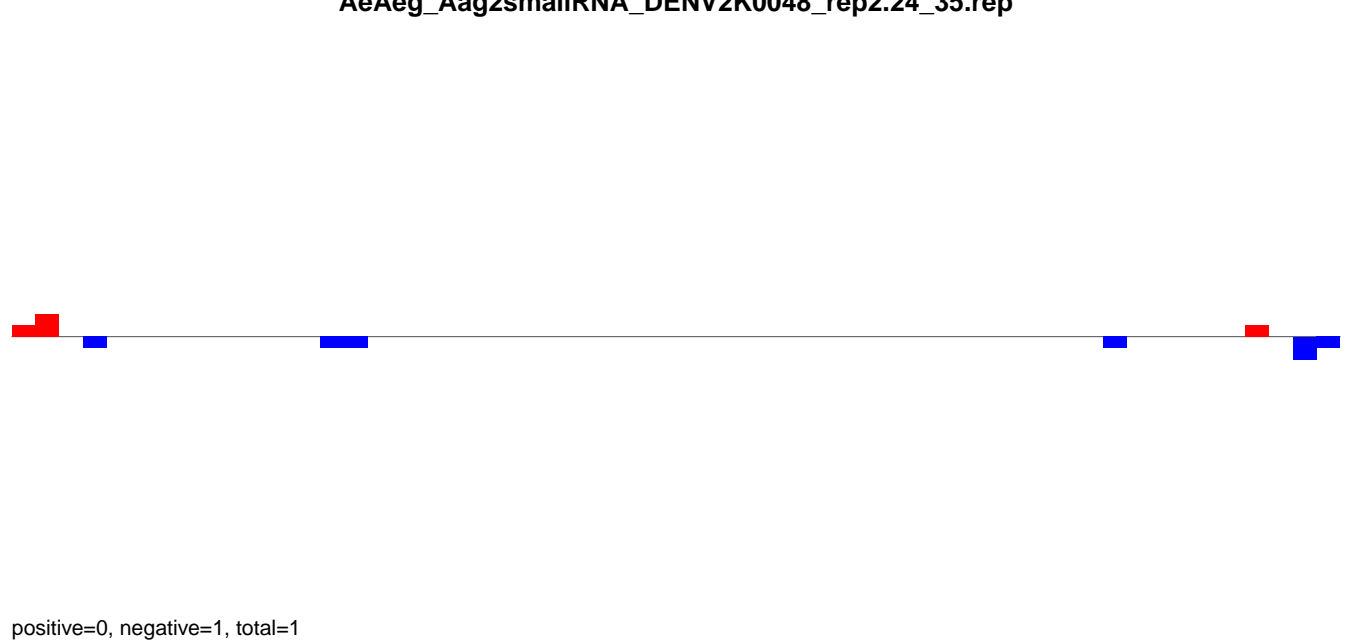 AeAeg_Aag2smallRNA_DENV2K0048_rep2.24_35.rep
positive=0, negative=1, total=1